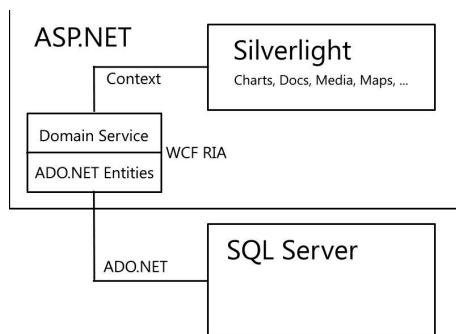 ASP.NET
Silverlight
Charts, Docs, Media, Maps, ...
Context
Domain Service
WCF RIA
ADO.NET Entities
SQL Server
ADO.NET